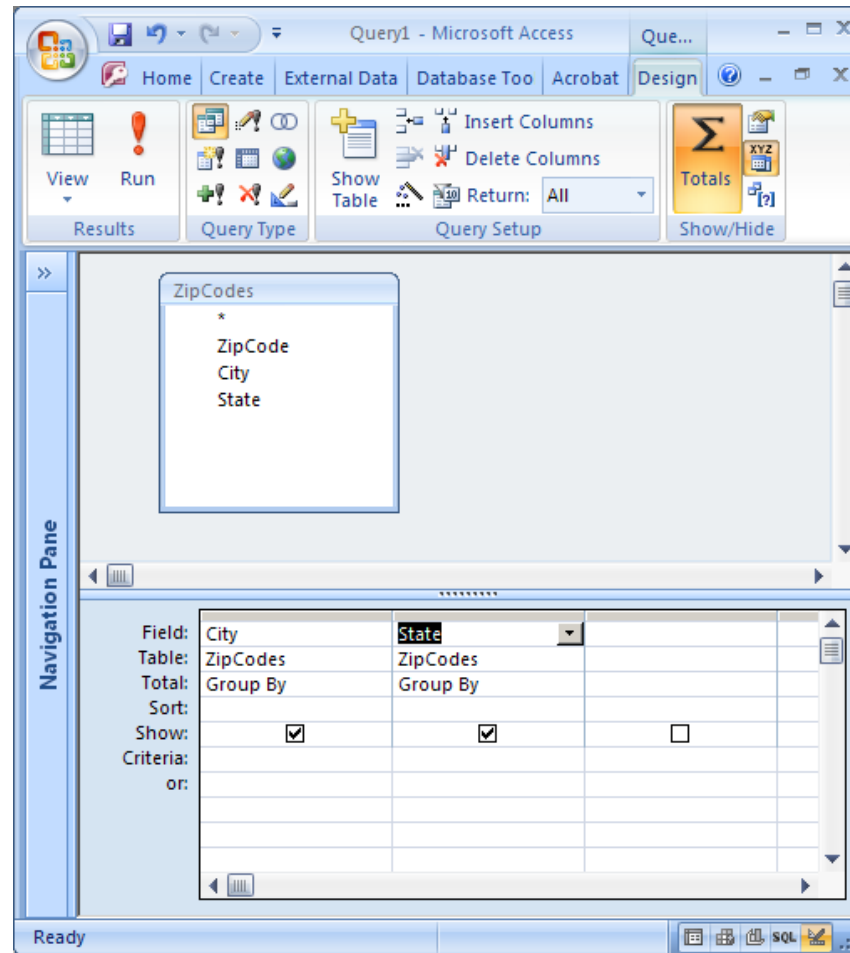 Query1 - Microsoft Access Que...
Home Create External Data Database Too Acrobat Design
View Run Show Table Insert Columns
Delete Columns
Return: All
Totals XYZ
Results Query Type Query Setup Show/Hide
»
ZipCodes
*
ZipCode
City
State
Navigation Pane
Field: City State
Table: ZipCodes ZipCodes
Total: Group By Group By
Sort:
Show:
Criteria:
or:
Ready SQL